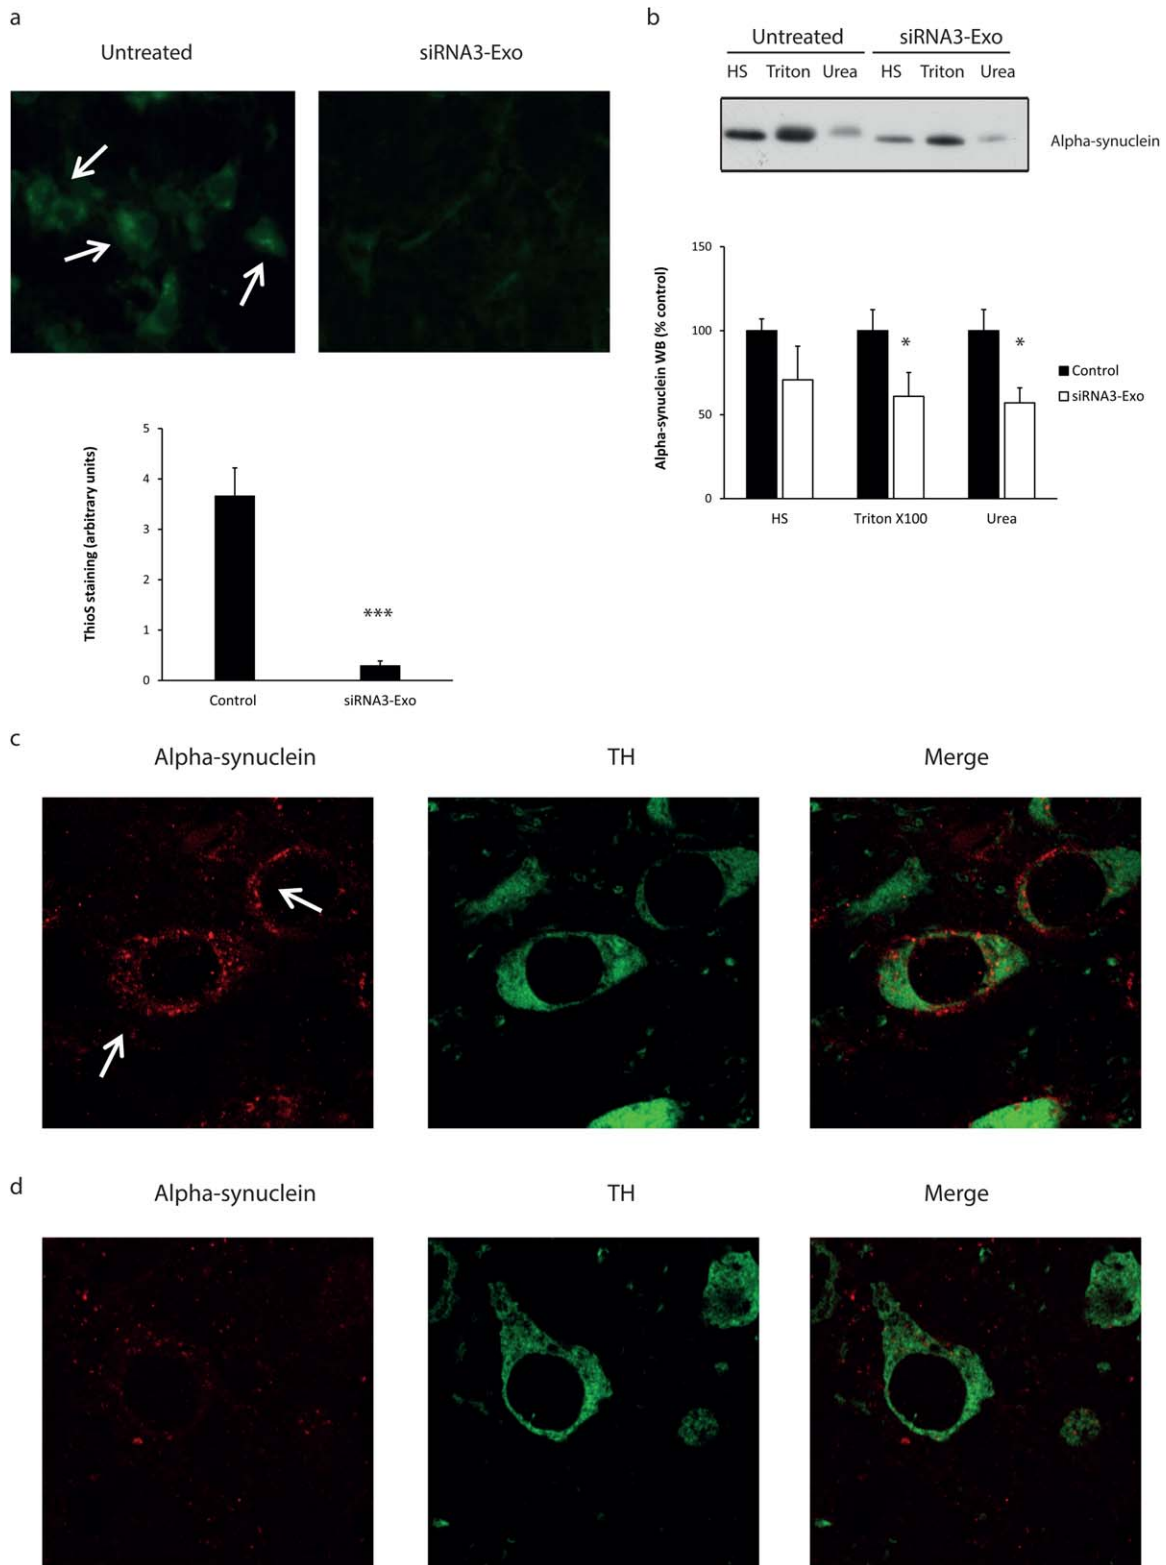 a
Untreated siRNA3-Exo
ThioS staining (arbitrary units)
5
4
3
2
1
0
***
Control siRNA3-Exo
b
Untreated siRNA3-Exo
HS Triton Urea HS Triton Urea
Alpha-synuclein
Alpha-synuclein WB (% control)
150
100
50
0
* *
Control
siRNA3-Exo
HS Triton X100 Urea
c
Alpha-synuclein TH Merge
d
Alpha-synuclein TH Merge